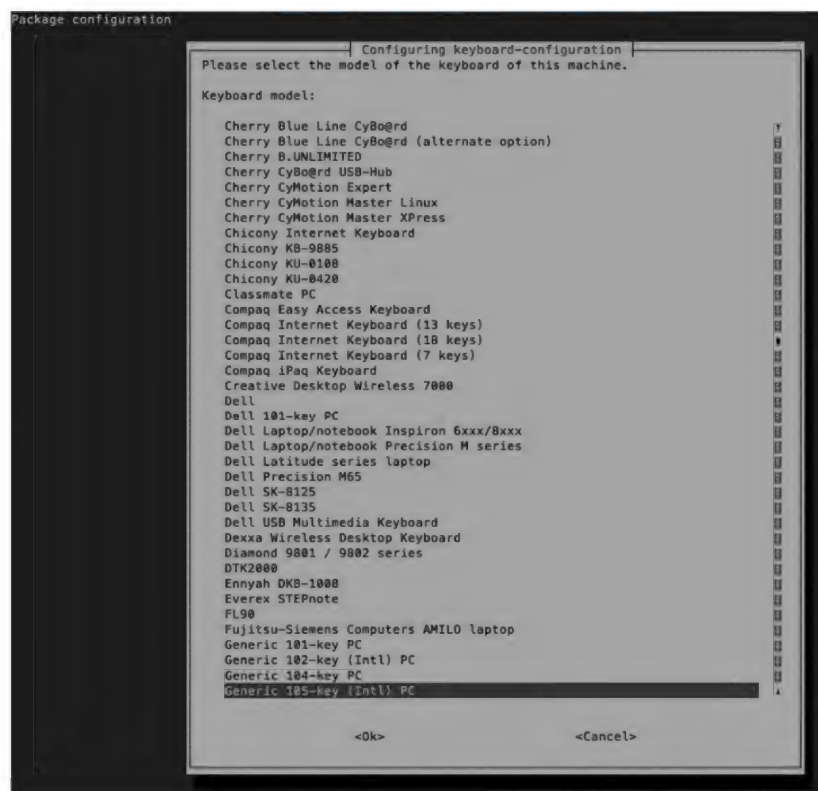 Package configuration
Configuring keyboard-configuration
Please select the model of the keyboard of this machine.
Keyboard model:
Cherry Blue Line CyBo@rd
Cherry Blue Line CyBo@rd (alternate option)
Cherry B.UNLIMITED
Cherry CyBo@rd USB-Hub
Cherry CyMotion Expert
Cherry CyMotion Master Linux
Cherry CyMotion Master XPress
Chicony Internet Keyboard
Chicony KB-9885
Chicony KU-0108
Chicony KU-0420
Classmate PC
Compaq Easy Access Keyboard
Compaq Internet Keyboard (13 keys)
Compaq Internet Keyboard (18 keys)
Compaq Internet Keyboard (7 keys)
Compaq iPaq Keyboard
Creative Desktop Wireless 7000
Dell
Dell 101-key PC
Dell Laptop/notebook Inspiron 6xxx/8xxx
Dell Laptop/notebook Precision M series
Dell Latitude series laptop
Dell Precision M65
Dell SK-8125
Dell SK-8135
Dell USB Multimedia Keyboard
Dexxa Wireless Desktop Keyboard
Diamond 9801 / 9802 series
DTK2000
Ennyah DKB-1008
Everex STEPnote
FL90
Fujitsu-Siemens Computers AMILO laptop
Generic 101-key PC
Generic 102-key (Intl) PC
Generic 104-key PC
Generic 105-key (Intl) PC
<Ok> <Cancel>